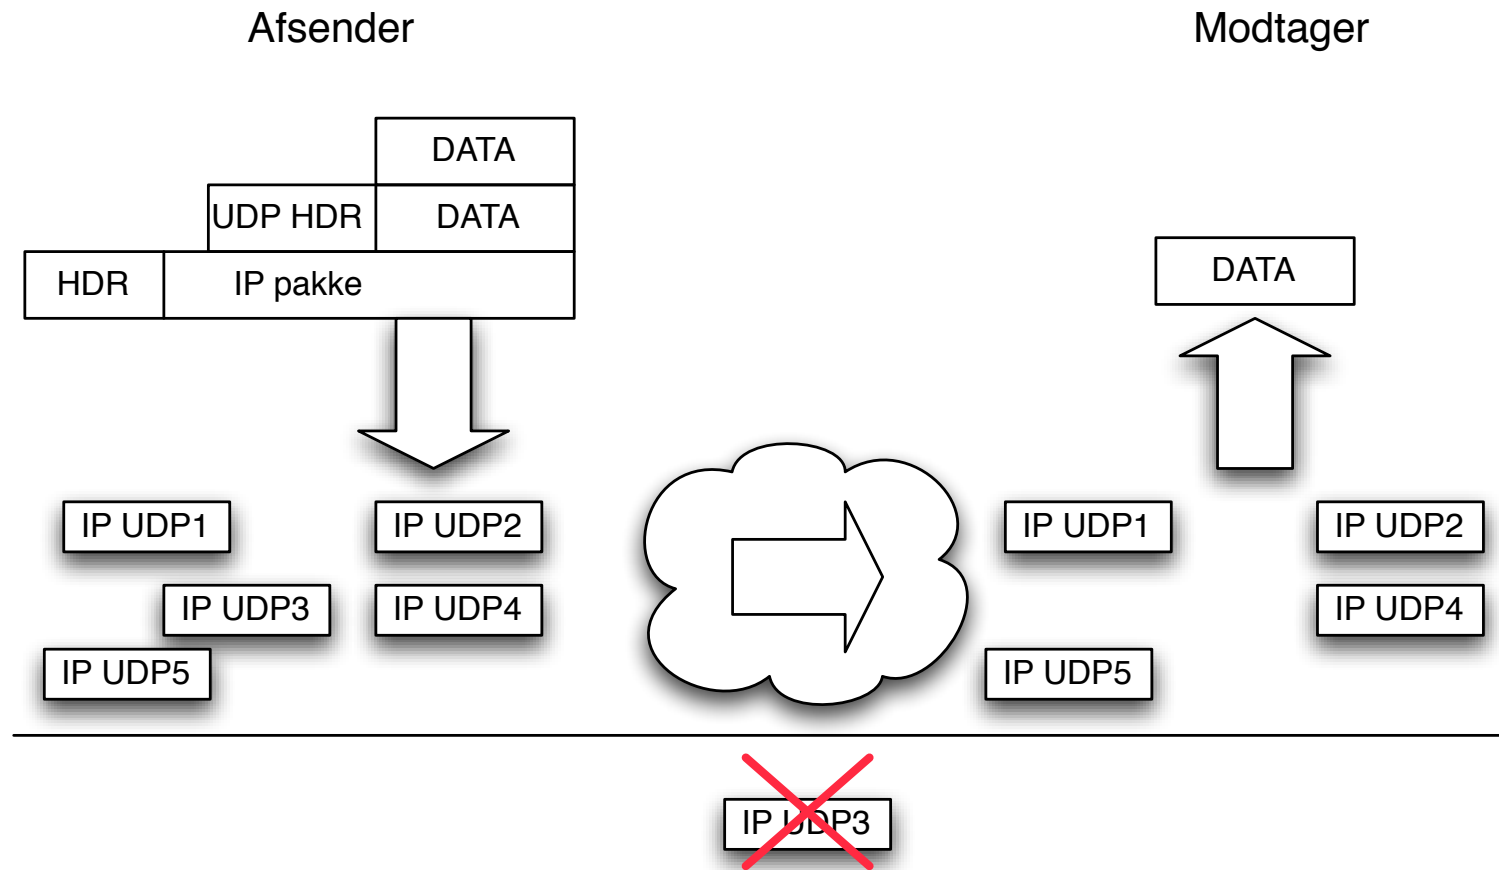 Afsender
Modtager
DATA
UDP HDR
DATA
HDR
IP pakke
DATA
IP UDP1
IP UDP2
IP UDP1
IP UDP2
IP UDP3
IP UDP4
IP UDP4
IP UDP5
IP UDP5
IP UDP3